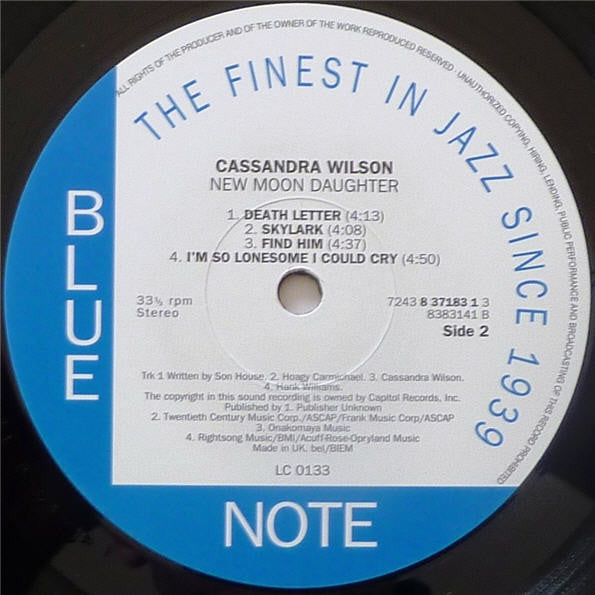 ALL RIGHTS OF THE PRODUCER AND OF THE OWNER OF THE WORK REPRODUCED RESERVED · UNAUTHORIZED COPYING, HIRING, LENDING, PUBLIC PERFORMANCE AND BROADCASTING OF THIS RECORD PROHIBITED
THE FINEST IN JAZZ SINCE 1939
CASSANDRA WILSON
NEW MOON DAUGHTER
1. DEATH LETTER (4:13)
2. SKYLARK (4:08)
3. FIND HIM (4:37)
4. I'M SO LONESOME I COULD CRY (4:50)
33⅓ rpm
Stereo
7243 8 37183 1 3
8383141 B
Side 2
Trk 1 Written by Son House. 2. Hoagy Carmichael. 3. Cassandra Wilson.
4. Hank Williams.
The copyright in this sound recording is owned by Capitol Records, Inc.
Published by 1. Publisher Unknown
2. Twentieth Century Music Corp./ASCAP/Frank Music Corp/ASCAP
3. Onakomaya Music
4. Rightsong Music/BMI/Acuff-Rose-Opryland Music
Made in UK. bel/BIEM
LC 0133
BLUE
NOTE